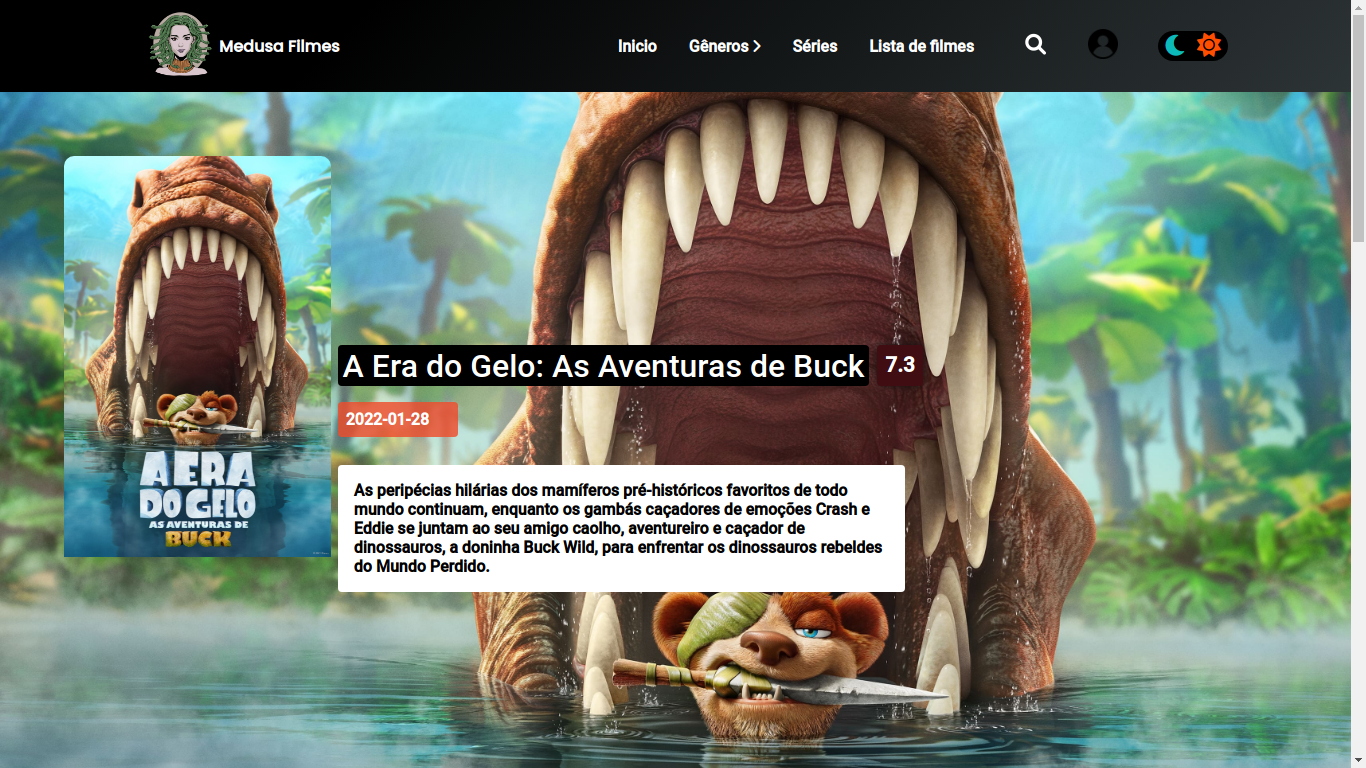 Medusa Filmes
Inicio
Gêneros
Séries
Lista de filmes
A ERA
DO GELO
AS AVENTURAS DE
BUCK
A Era do Gelo: As Aventuras de Buck
7.3
2022-01-28
As peripécias hilárias dos mamíferos pré-históricos favoritos de todo
mundo continuam, enquanto os gambás caçadores de emoções Crash e
Eddie se juntam ao seu amigo caolho, aventureiro e caçador de
dinossauros, a doninha Buck Wild, para enfrentar os dinossauros rebeldes
do Mundo Perdido.